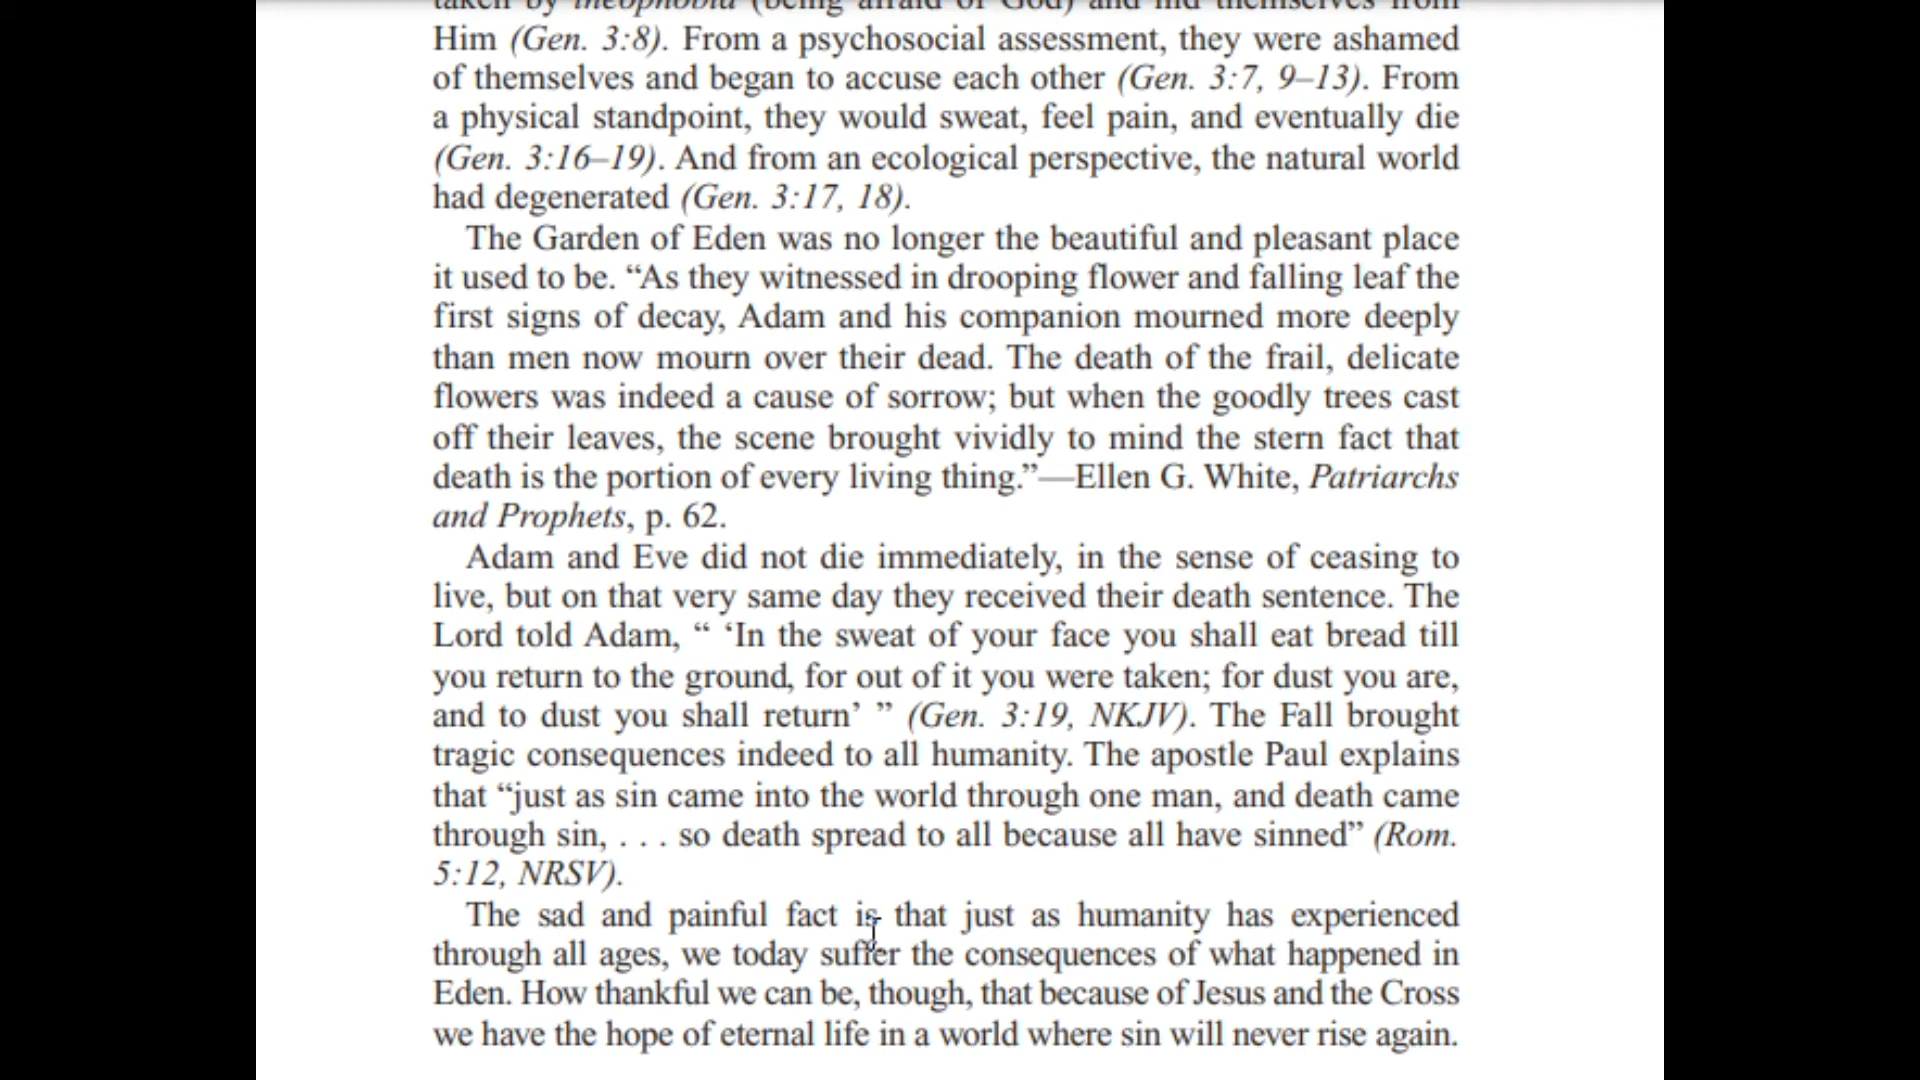 taken by theophobia (being afraid of God) and hid themselves from
Him (Gen. 3:8). From a psychosocial assessment, they were ashamed
of themselves and began to accuse each other (Gen. 3:7, 9–13). From
a physical standpoint, they would sweat, feel pain, and eventually die
(Gen. 3:16–19). And from an ecological perspective, the natural world
had degenerated (Gen. 3:17, 18).
The Garden of Eden was no longer the beautiful and pleasant place
it used to be. “As they witnessed in drooping flower and falling leaf the
first signs of decay, Adam and his companion mourned more deeply
than men now mourn over their dead. The death of the frail, delicate
flowers was indeed a cause of sorrow; but when the goodly trees cast
off their leaves, the scene brought vividly to mind the stern fact that
death is the portion of every living thing.”—Ellen G. White, Patriarchs
and Prophets, p. 62.
Adam and Eve did not die immediately, in the sense of ceasing to
live, but on that very same day they received their death sentence. The
Lord told Adam, “ ‘In the sweat of your face you shall eat bread till
you return to the ground, for out of it you were taken; for dust you are,
and to dust you shall return’ ” (Gen. 3:19, NKJV). The Fall brought
tragic consequences indeed to all humanity. The apostle Paul explains
that “just as sin came into the world through one man, and death came
through sin, . . . so death spread to all because all have sinned” (Rom.
5:12, NRSV).
The sad and painful fact is that just as humanity has experienced
through all ages, we today suffer the consequences of what happened in
Eden. How thankful we can be, though, that because of Jesus and the Cross
we have the hope of eternal life in a world where sin will never rise again.